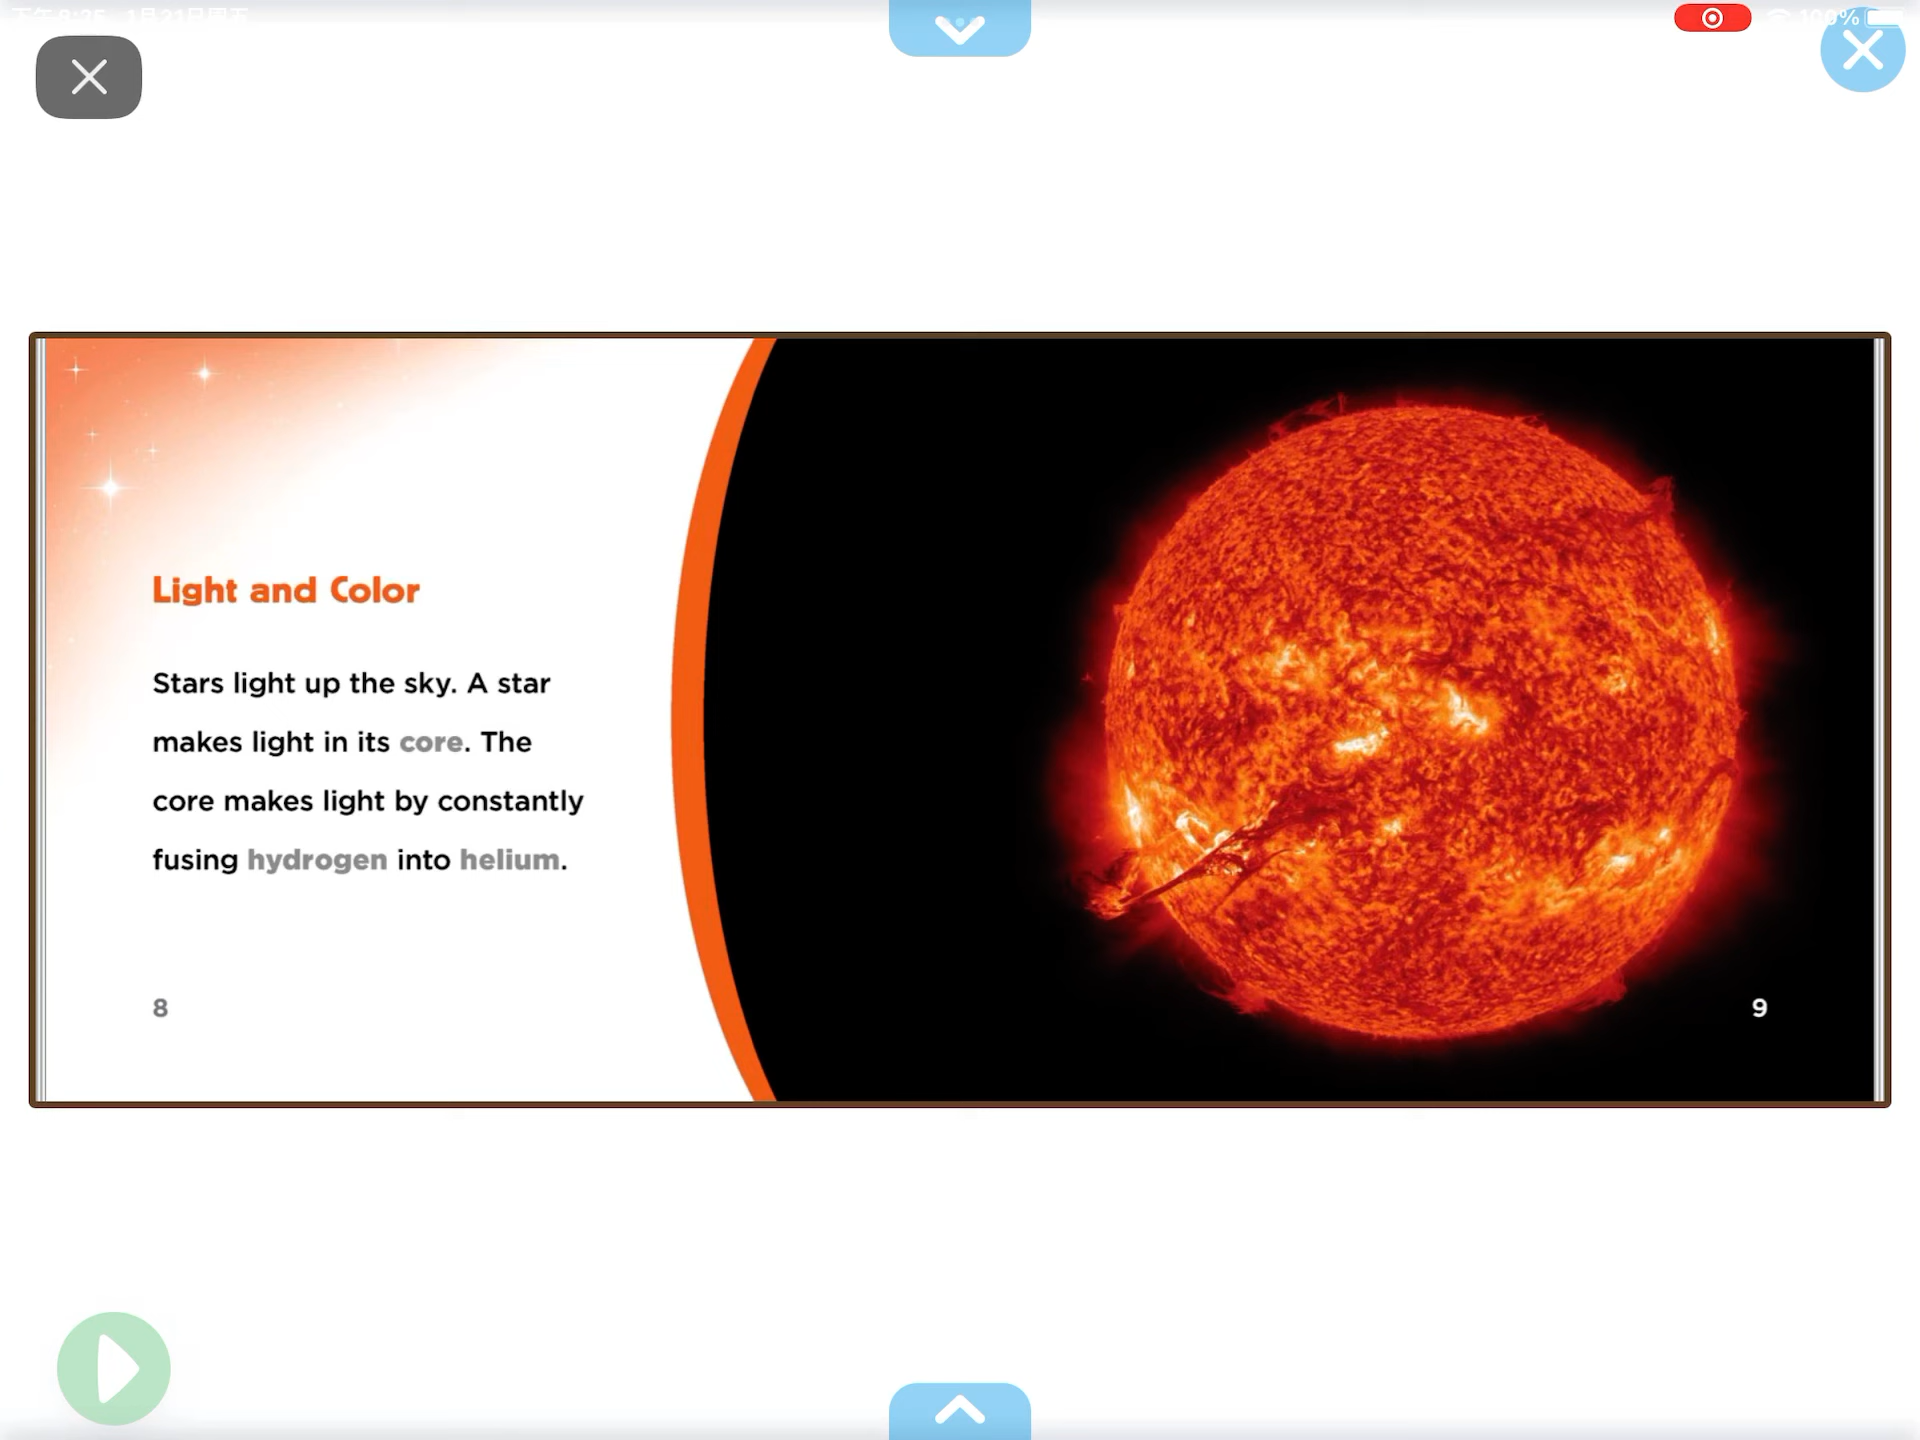 Light and Color
Stars light up the sky. A star
makes light in its core. The
core makes light by constantly
fusing hydrogen into helium.
8
9
100%